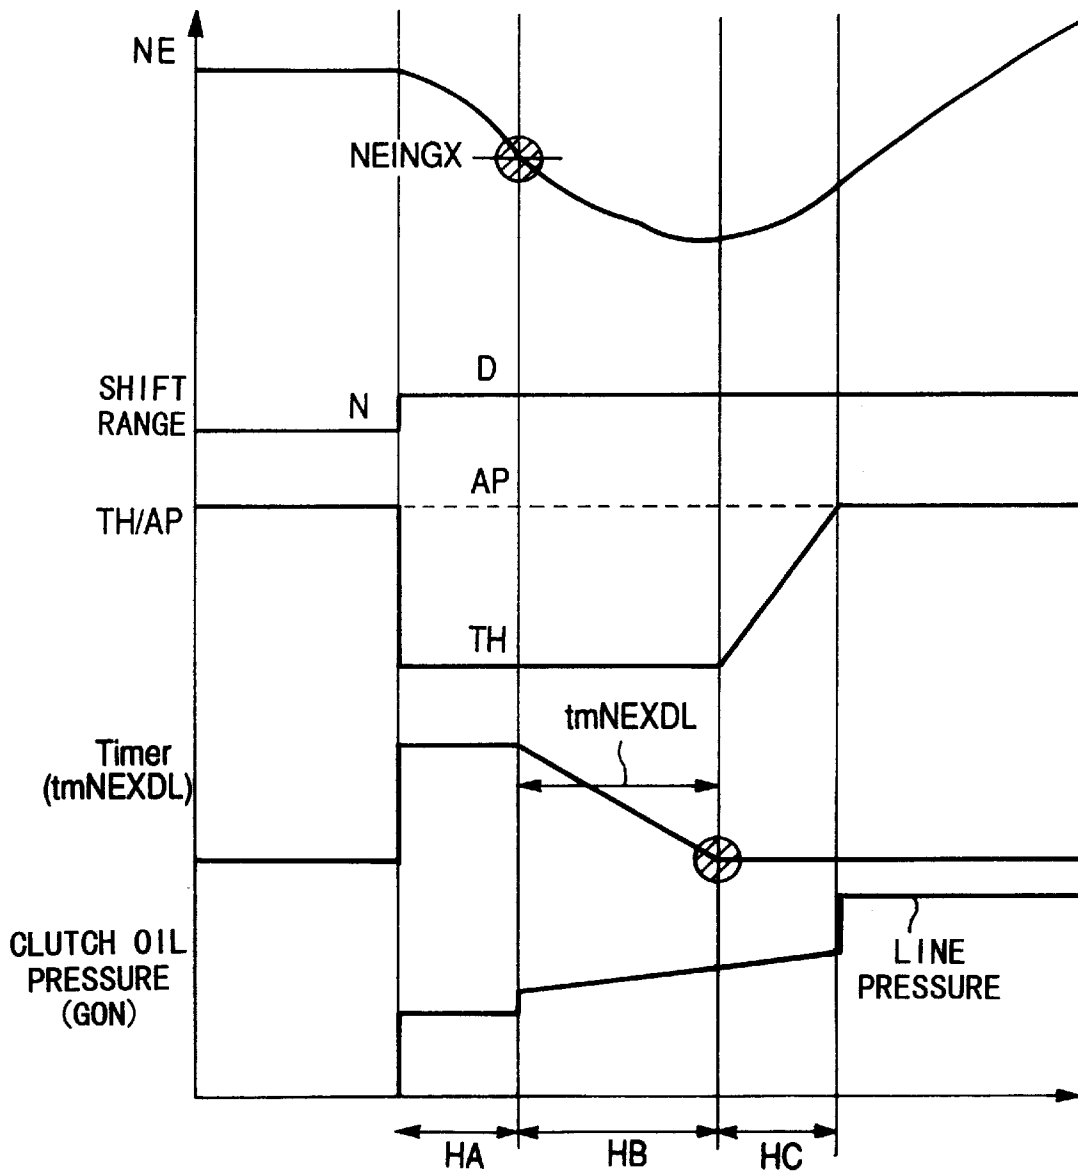 NE
NEINGX
SHIFT
RANGE
N
D
TH/AP
AP
TH
Timer
(tmNEXDL)
tmNEXDL
CLUTCH OIL
PRESSURE
(GON)
LINE
PRESSURE
HA
HB
HC